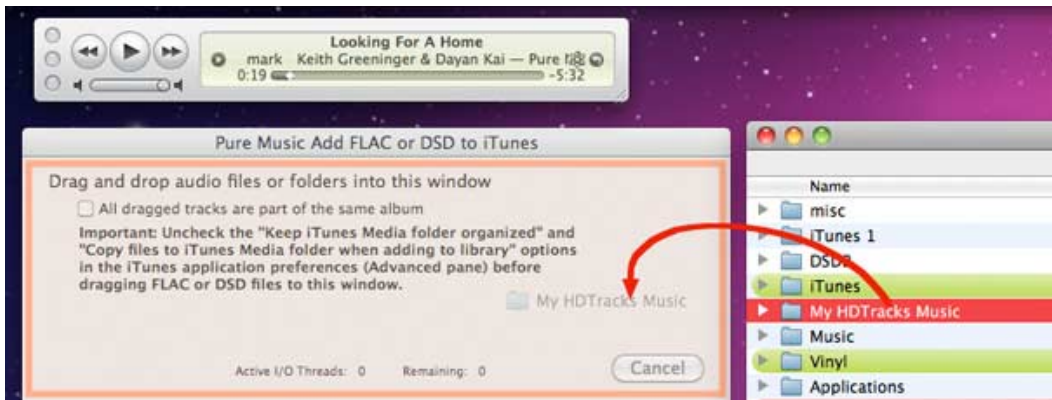 Looking For A Home
mark Keith Greeninger & Dayan Kai — Pure
0:19 -5:32
Pure Music Add FLAC or DSD to iTunes
Drag and drop audio files or folders into this window
All dragged tracks are part of the same album
Important: Uncheck the "Keep iTunes Media folder organized" and
"Copy files to iTunes Media folder when adding to library" options
in the iTunes application preferences (Advanced pane) before
dragging FLAC or DSD files to this window.
My HDTracks Music
Active I/O Threads: 0 Remaining: 0
Cancel
Name
misc
iTunes 1
DSD2
iTunes
My HDTracks Music
Music
Vinyl
Applications